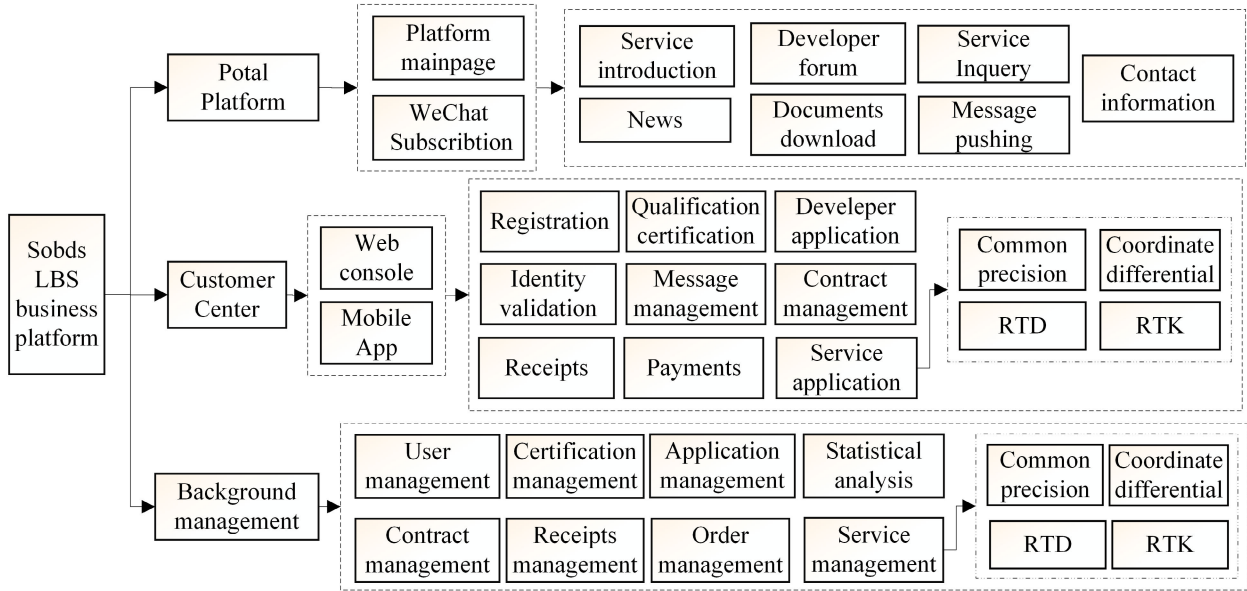 Sobds
LBS
business
platform
Potal
Platform
Platform
mainpage
WeChat
Subscribtion
Service
introduction
Developer
forum
Service
Inquery
Contact
information
News
Documents
download
Message
pushing
Customer
Center
Web
console
Mobile
App
Registration
Qualification
certification
Develeper
application
Identity
validation
Message
management
Contract
management
Receipts
Payments
Service
application
Common
precision
Coordinate
differential
RTD
RTK
Background
management
User
management
Certification
management
Application
management
Statistical
analysis
Contract
management
Receipts
management
Order
management
Service
management
Common
precision
Coordinate
differential
RTD
RTK